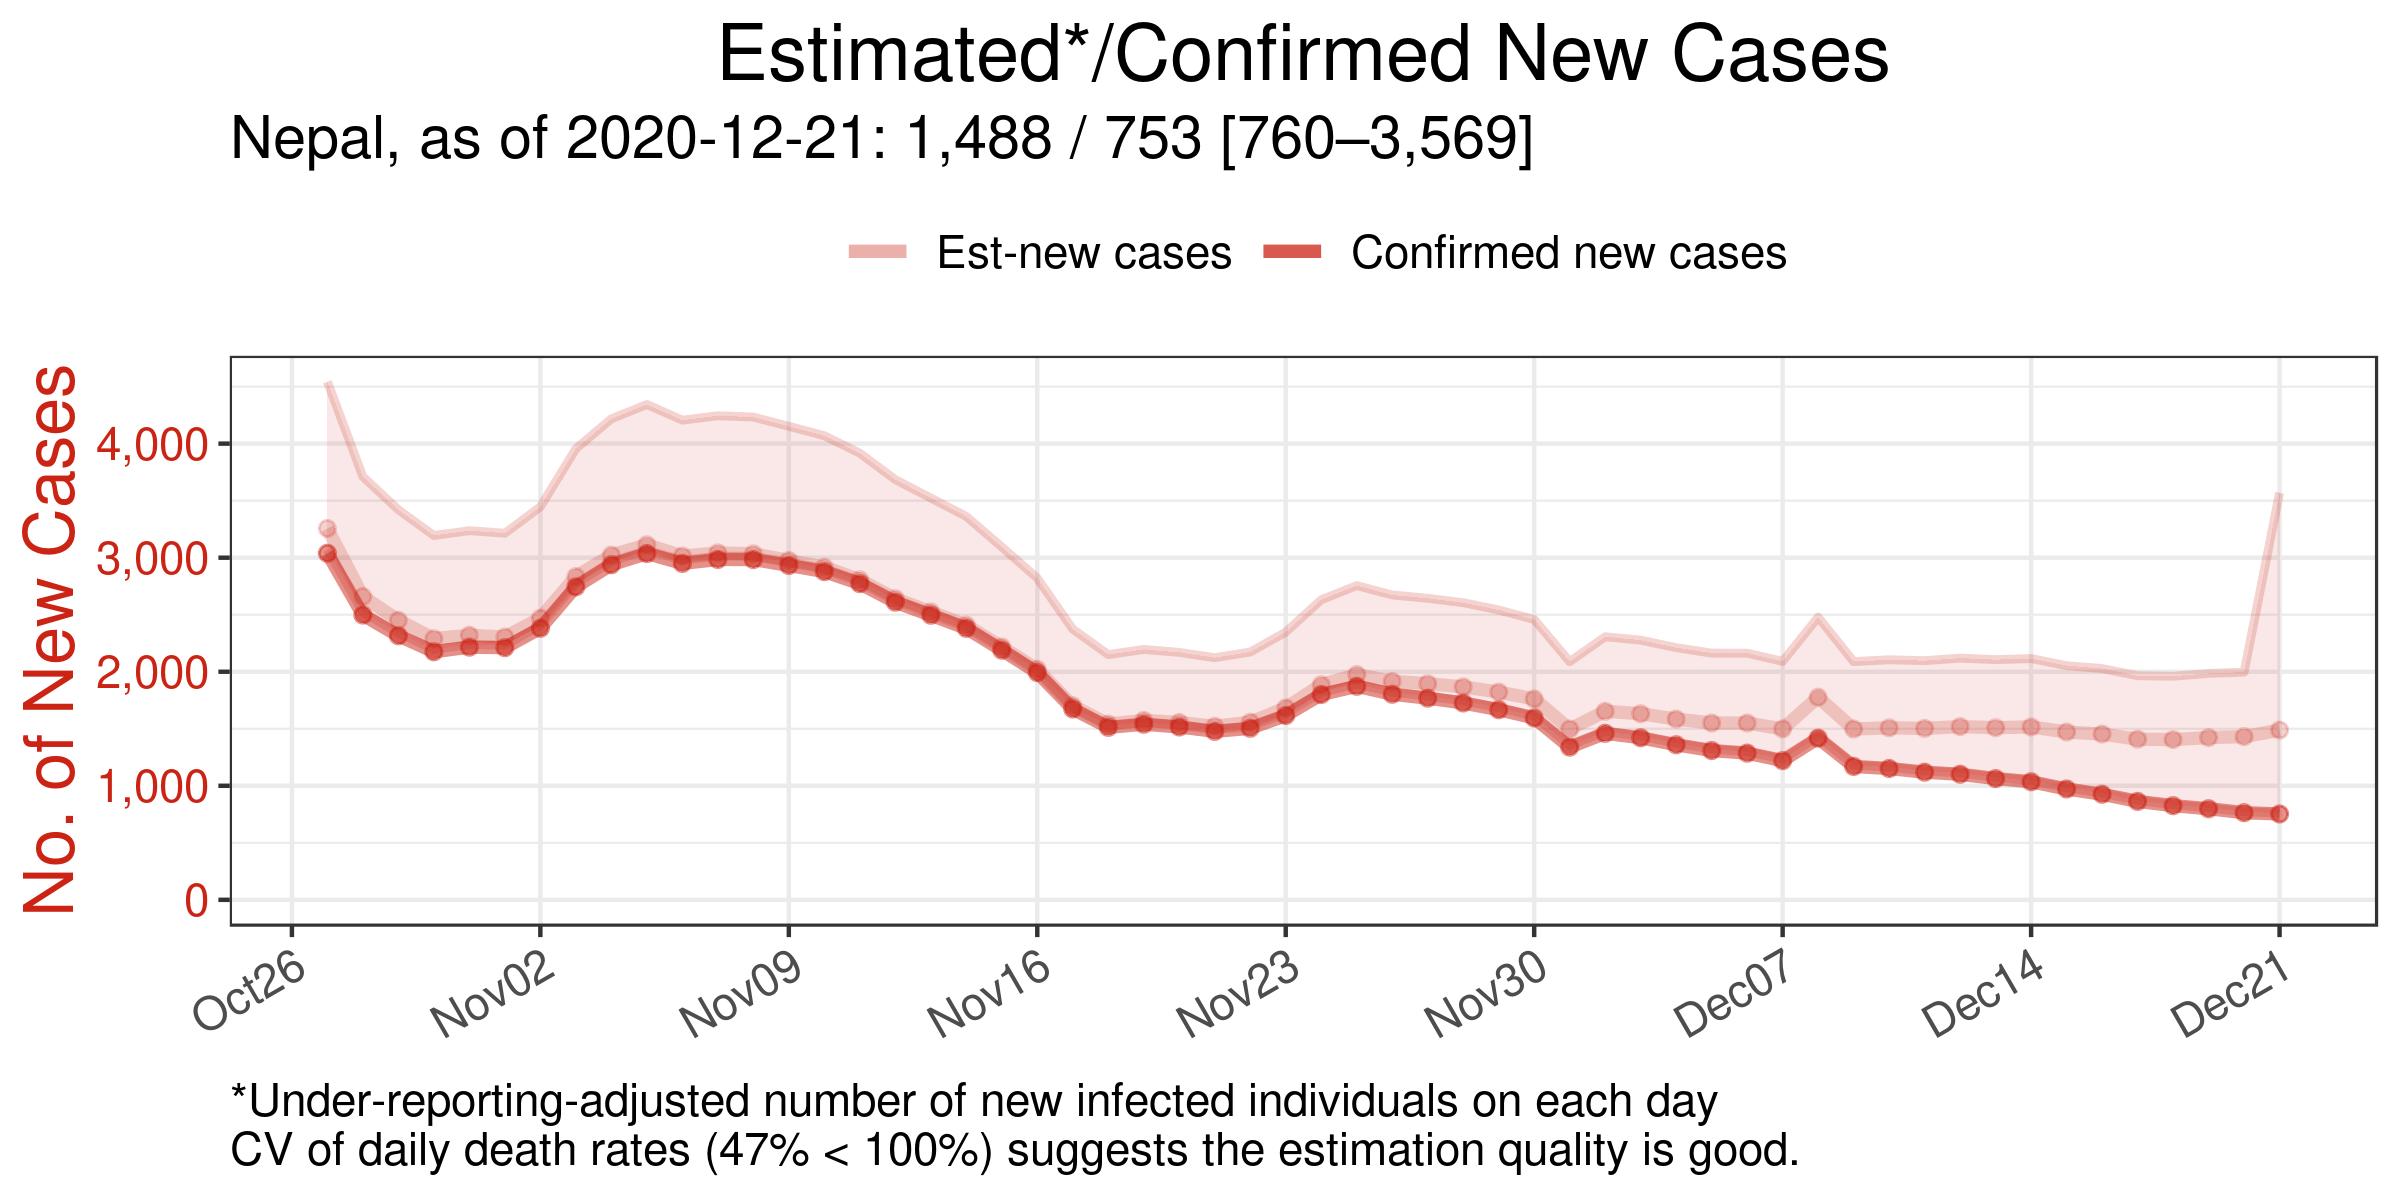 Estimated*/Confirmed New Cases
Nepal, as of 2020-12-21: 1,488 / 753 [760–3,569]
Est-new cases
Confirmed new cases
No. of New Cases
4,000
3,000
2,000
1,000
0
Oct26
Nov02
Nov09
Nov16
Nov23
Nov30
Dec07
Dec14
Dec21
*Under-reporting-adjusted number of new infected individuals on each day
CV of daily death rates (47% < 100%) suggests the estimation quality is good.